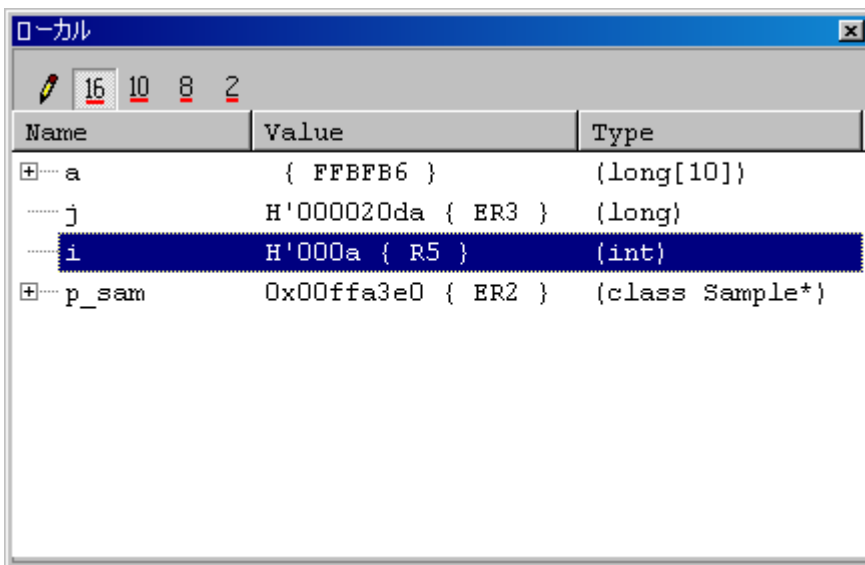 ローカル
16 10 8 2
Name Value Type
a { FFBFB6 } (long[10])
j H'000020da { ER3 } (long)
i H'000a { R5 } (int)
p_sam 0x00ffa3e0 { ER2 } (class Sample*)